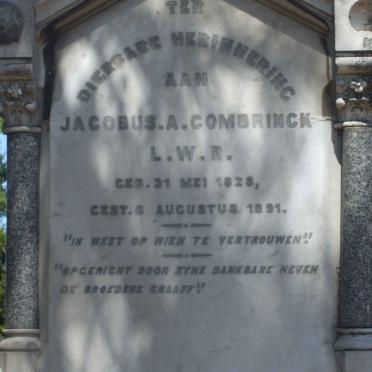 TER
DIERBARE HERINNERING
AAN
JACOBUS.A.COMBRINCK
L.W.R.
GEB. 21 MEI 1828,
GEST. 6 AUGUSTUS 1891.
"IK WEET OP WIEN TE VERTROUWEN".
"OPGERICHT DOOR ZYNE DANKBARE NEVEN
DE BROEDERS GRAAFF".